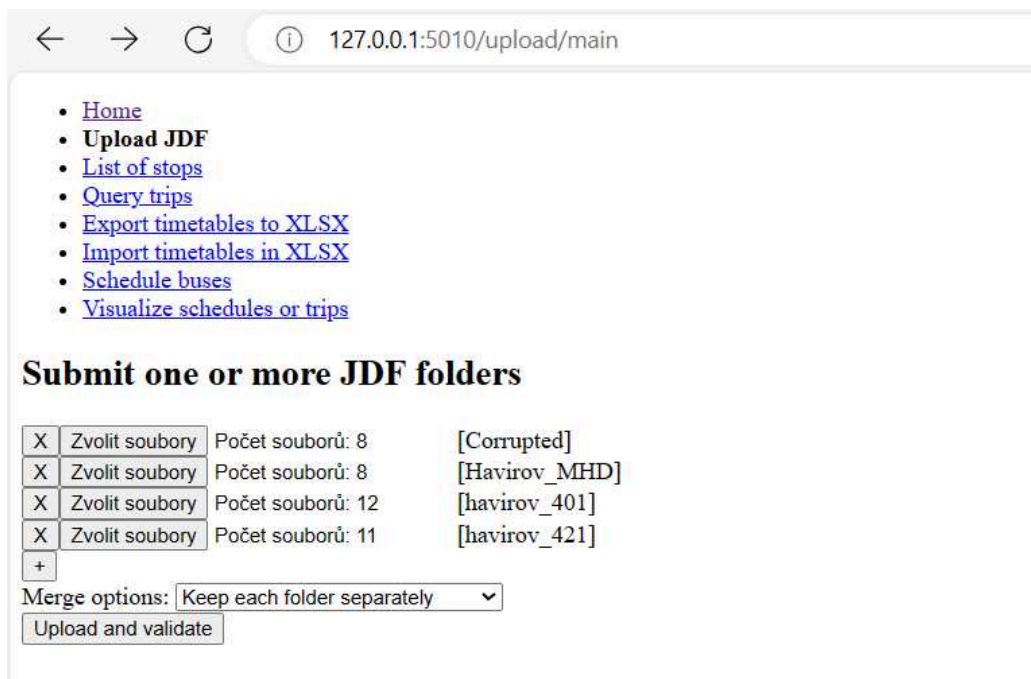 127.0.0.1:5010/upload/main
Home
Upload JDF
List of stops
Query trips
Export timetables to XLSX
Import timetables in XLSX
Schedule buses
Visualize schedules or trips
Submit one or more JDF folders
X Zvolit soubory Počet souborů: 8 [Corrupted]
X Zvolit soubory Počet souborů: 8 [Havirov_MHD]
X Zvolit soubory Počet souborů: 12 [havirov_401]
X Zvolit soubory Počet souborů: 11 [havirov_421]
+
Merge options: Keep each folder separately
Upload and validate